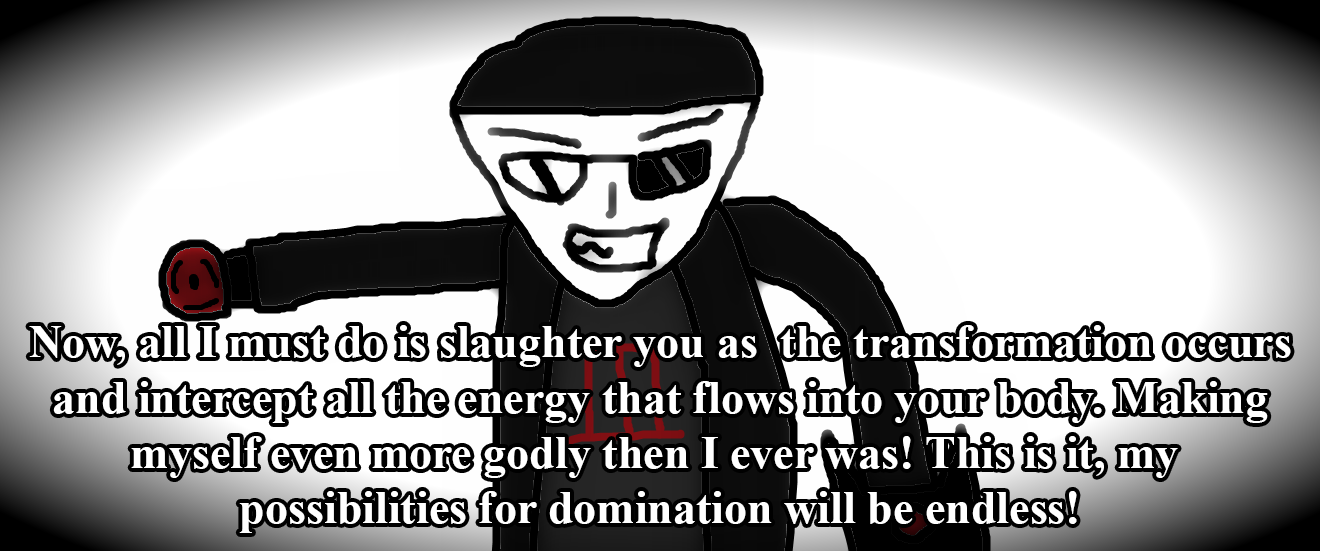 Now, all I must do is slaughter you as  the transformation occurs
and intercept all the energy that flows into your body. Making
myself even more godly then I ever was! This is it, my
possibilities for domination will be endless!